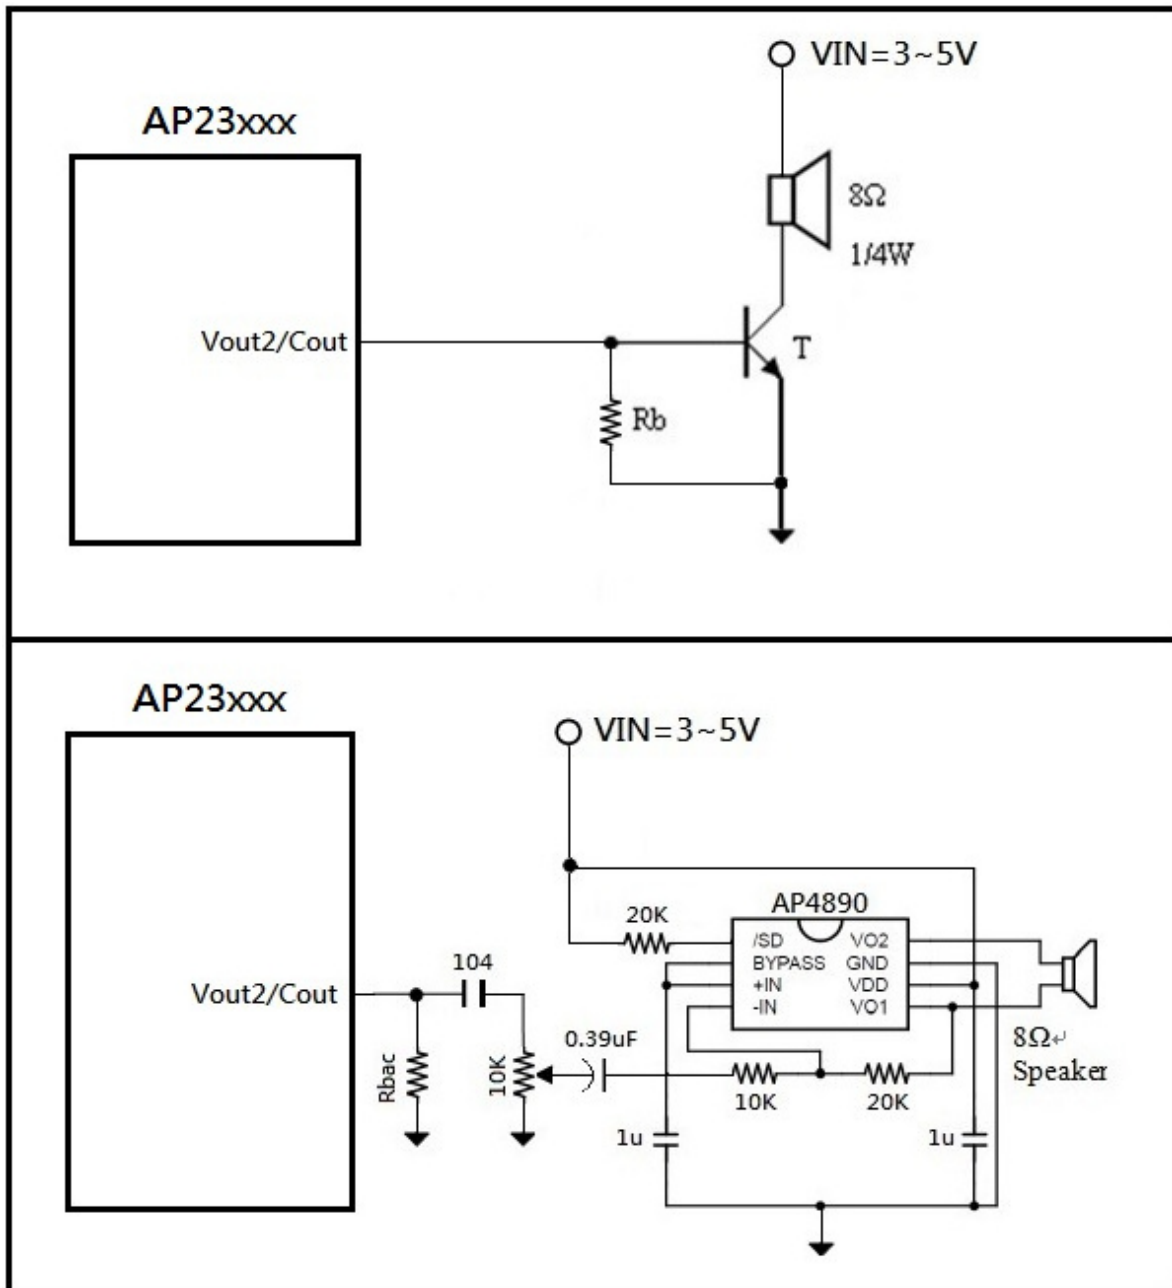 VIN=3~5V
AP23xxx
8Ω
1/4W
Vout2/Cout
T
Rb
AP23xxx
VIN=3~5V
AP4890
20K
/SD
VO2
BYPASS
GND
+IN
VDD
-IN
VO1
104
Vout2/Cout
0.39uF
8Ω↵
Speaker
Rbac
10K
10K
20K
1u
1u